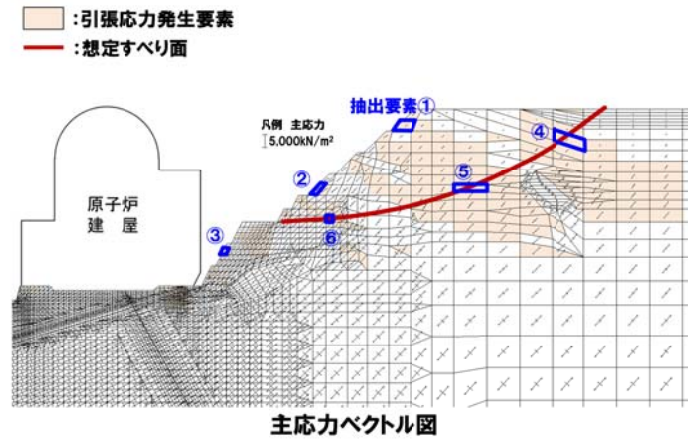 :引張応力発生要素
:想定すべり面
抽出要素①
凡例 主応力
5,000kN/m²
②
③
④
⑤
⑥
原子炉
建 屋
主応力ベクトル図